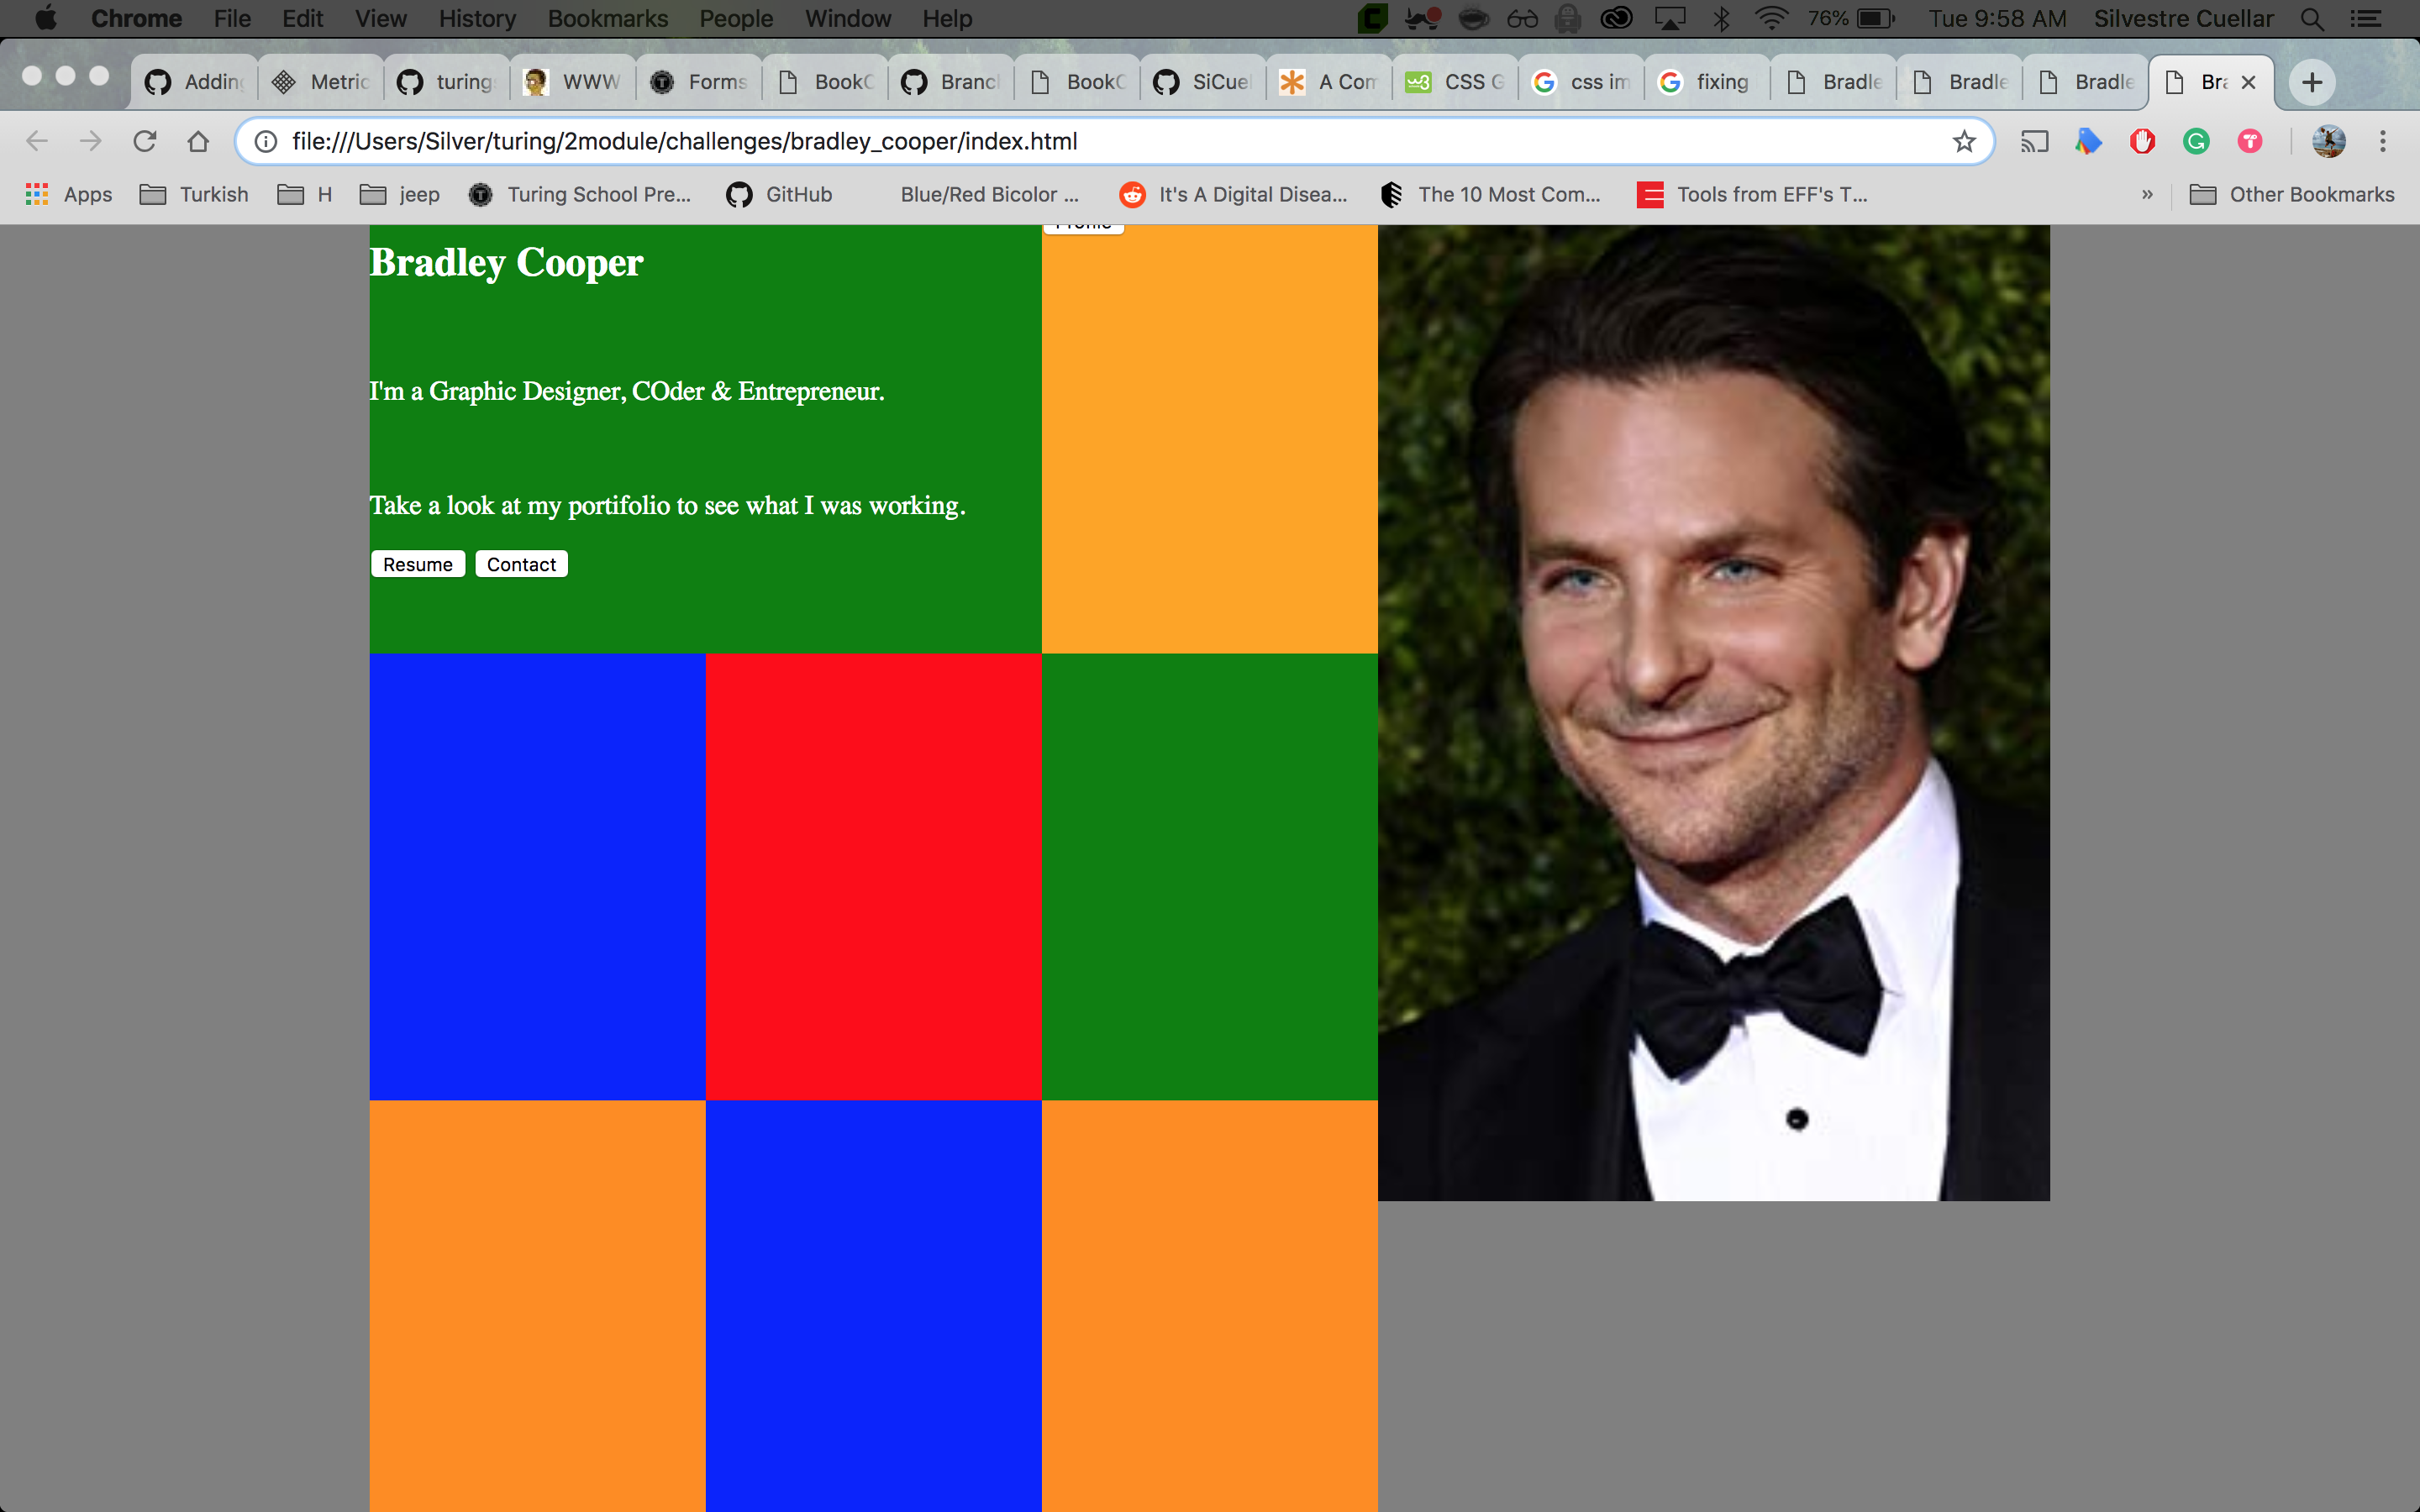 Chrome File Edit View History Bookmarks People Window Help 76% Tue 9:58 AM Silvestre Cuellar
Adding Metric turing WWW Forms BookC Branc BookC SiCuel A Com CSS G css im fixing Bradle Bradle Bradle Bra
file:///Users/Silver/turing/2module/challenges/bradley_cooper/index.html
Apps Turkish H jeep Turing School Pre... GitHub Blue/Red Bicolor ... It's A Digital Disea... The 10 Most Com... Tools from EFF's T... » Other Bookmarks
Profile
Bradley Cooper
I'm a Graphic Designer, COder & Entrepreneur.
Take a look at my portifolio to see what I was working.
Resume Contact